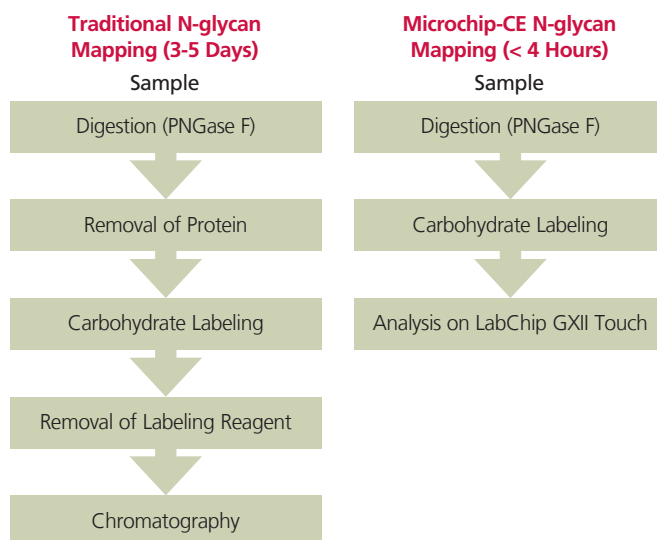 Traditional N-glycan
Mapping (3-5 Days)
Sample
Digestion (PNGase F)
Removal of Protein
Carbohydrate Labeling
Removal of Labeling Reagent
Chromatography
Microchip-CE N-glycan
Mapping (< 4 Hours)
Sample
Digestion (PNGase F)
Carbohydrate Labeling
Analysis on LabChip GXII Touch